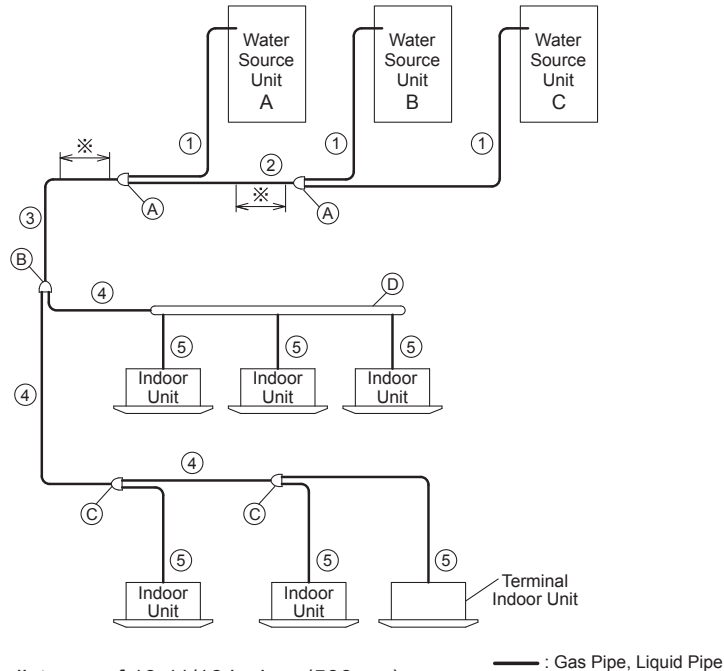 Water
Source
Unit
A
Water
Source
Unit
B
Water
Source
Unit
C
※
①
②
①
①
※
Ⓐ
Ⓐ
③
Ⓑ
④
Ⓓ
⑤
⑤
⑤
Indoor
Unit
Indoor
Unit
Indoor
Unit
④
④
Ⓒ
Ⓒ
⑤
⑤
⑤
Indoor
Unit
Indoor
Unit
Terminal
Indoor Unit
: Gas Pipe, Liquid Pipe